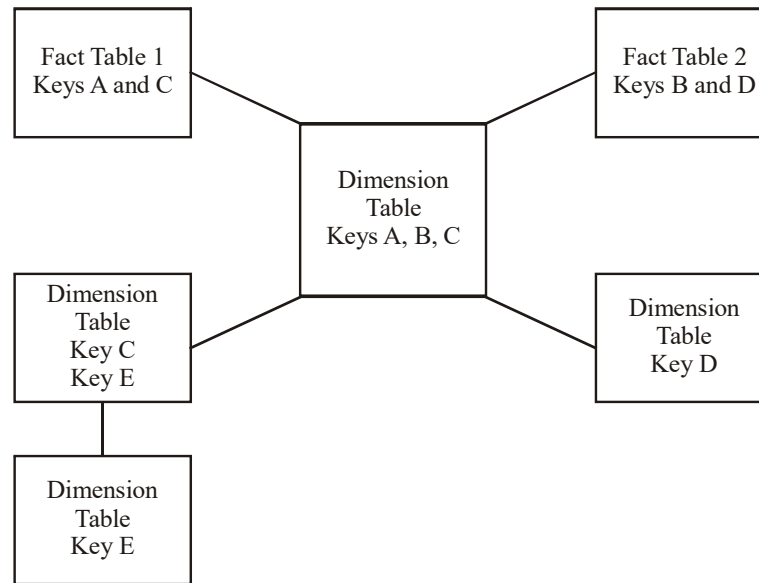 Fact Table 1
Keys A and C
Fact Table 2
Keys B and D
Dimension
Table
Keys A, B, C
Dimension
Table
Key C
Key E
Dimension
Table
Key D
Dimension
Table
Key E